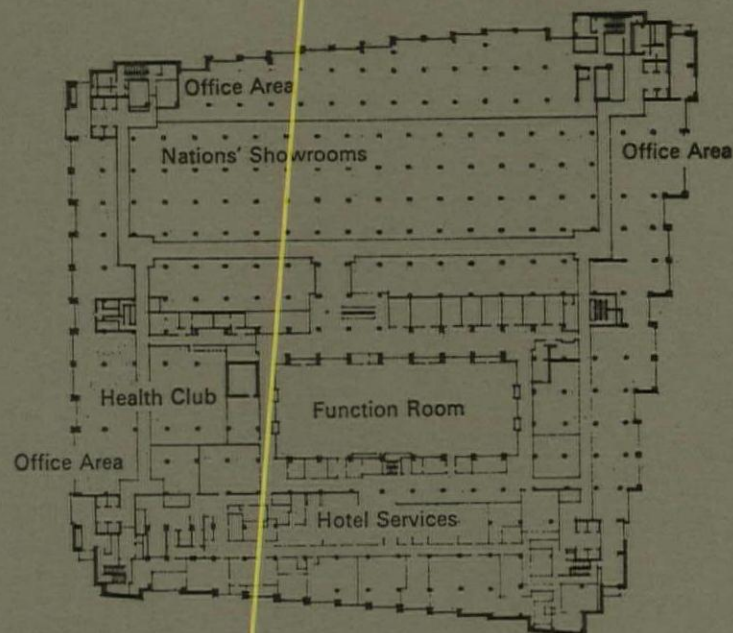 Office Area
Nations' Showrooms
Office Area
Health Club
Function Room
Office Area
Hotel Services